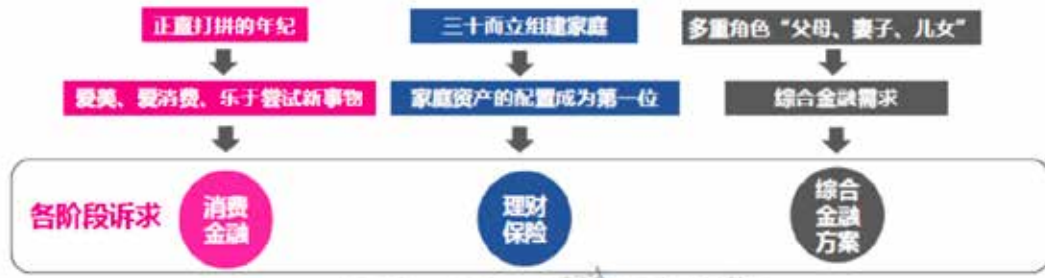 正直打拼的年纪
三十而立组建家庭
多重角色“父母、妻子、儿女”
爱美、爱消费、乐于尝试新事物
家庭资产的配置成为第一位
综合金融需求
各阶段诉求
消费
金融
理财
保险
综合
金融
方案